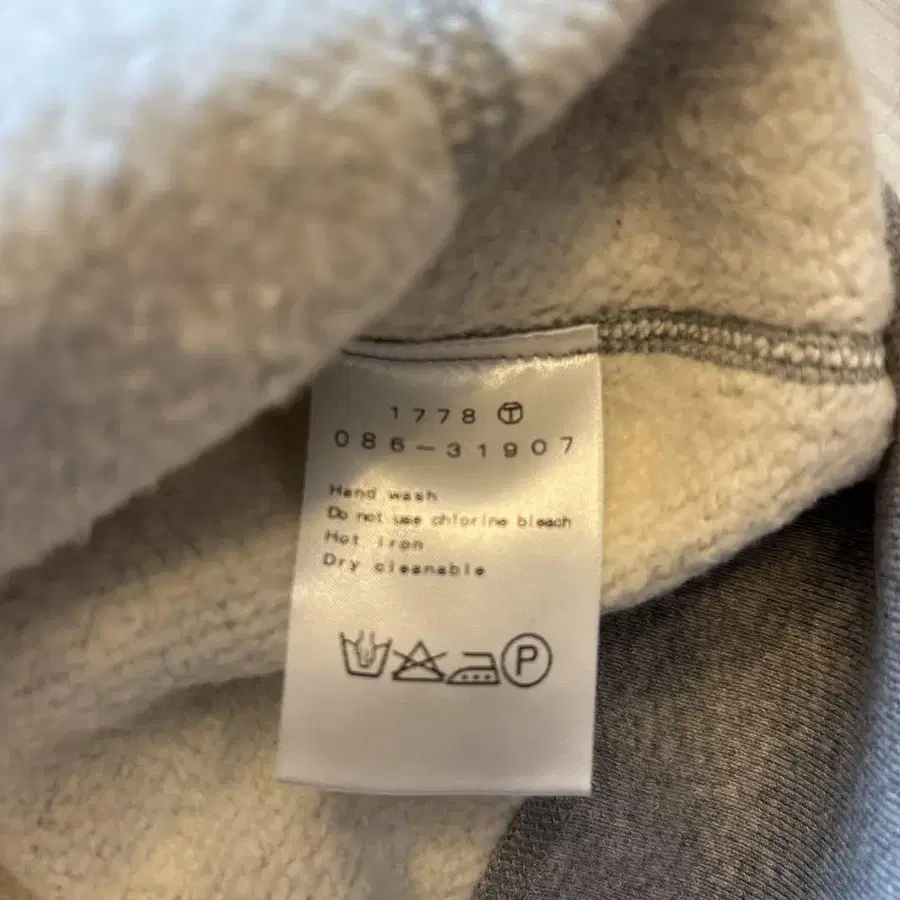 1778 Ⓣ
086-31907
Hand wash
Do not use chlorine bleach
Hot iron
Dry cleanable
P